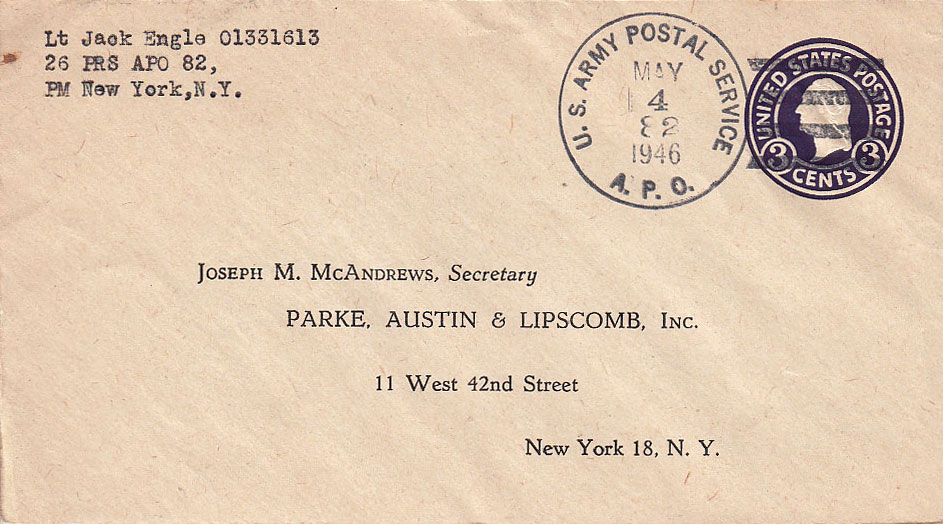 Lt Jack Engle 01331613
26 PRS APO 82,
PM New York,N.Y.
U. S. ARMY POSTAL SERVICE
MAY
4
82
1946
A. P. O.
UNITED STATES POSTAGE
3 3
CENTS
Joseph M. McAndrews, Secretary
PARKE, AUSTIN & LIPSCOMB, Inc.
11 West 42nd Street
New York 18, N. Y.